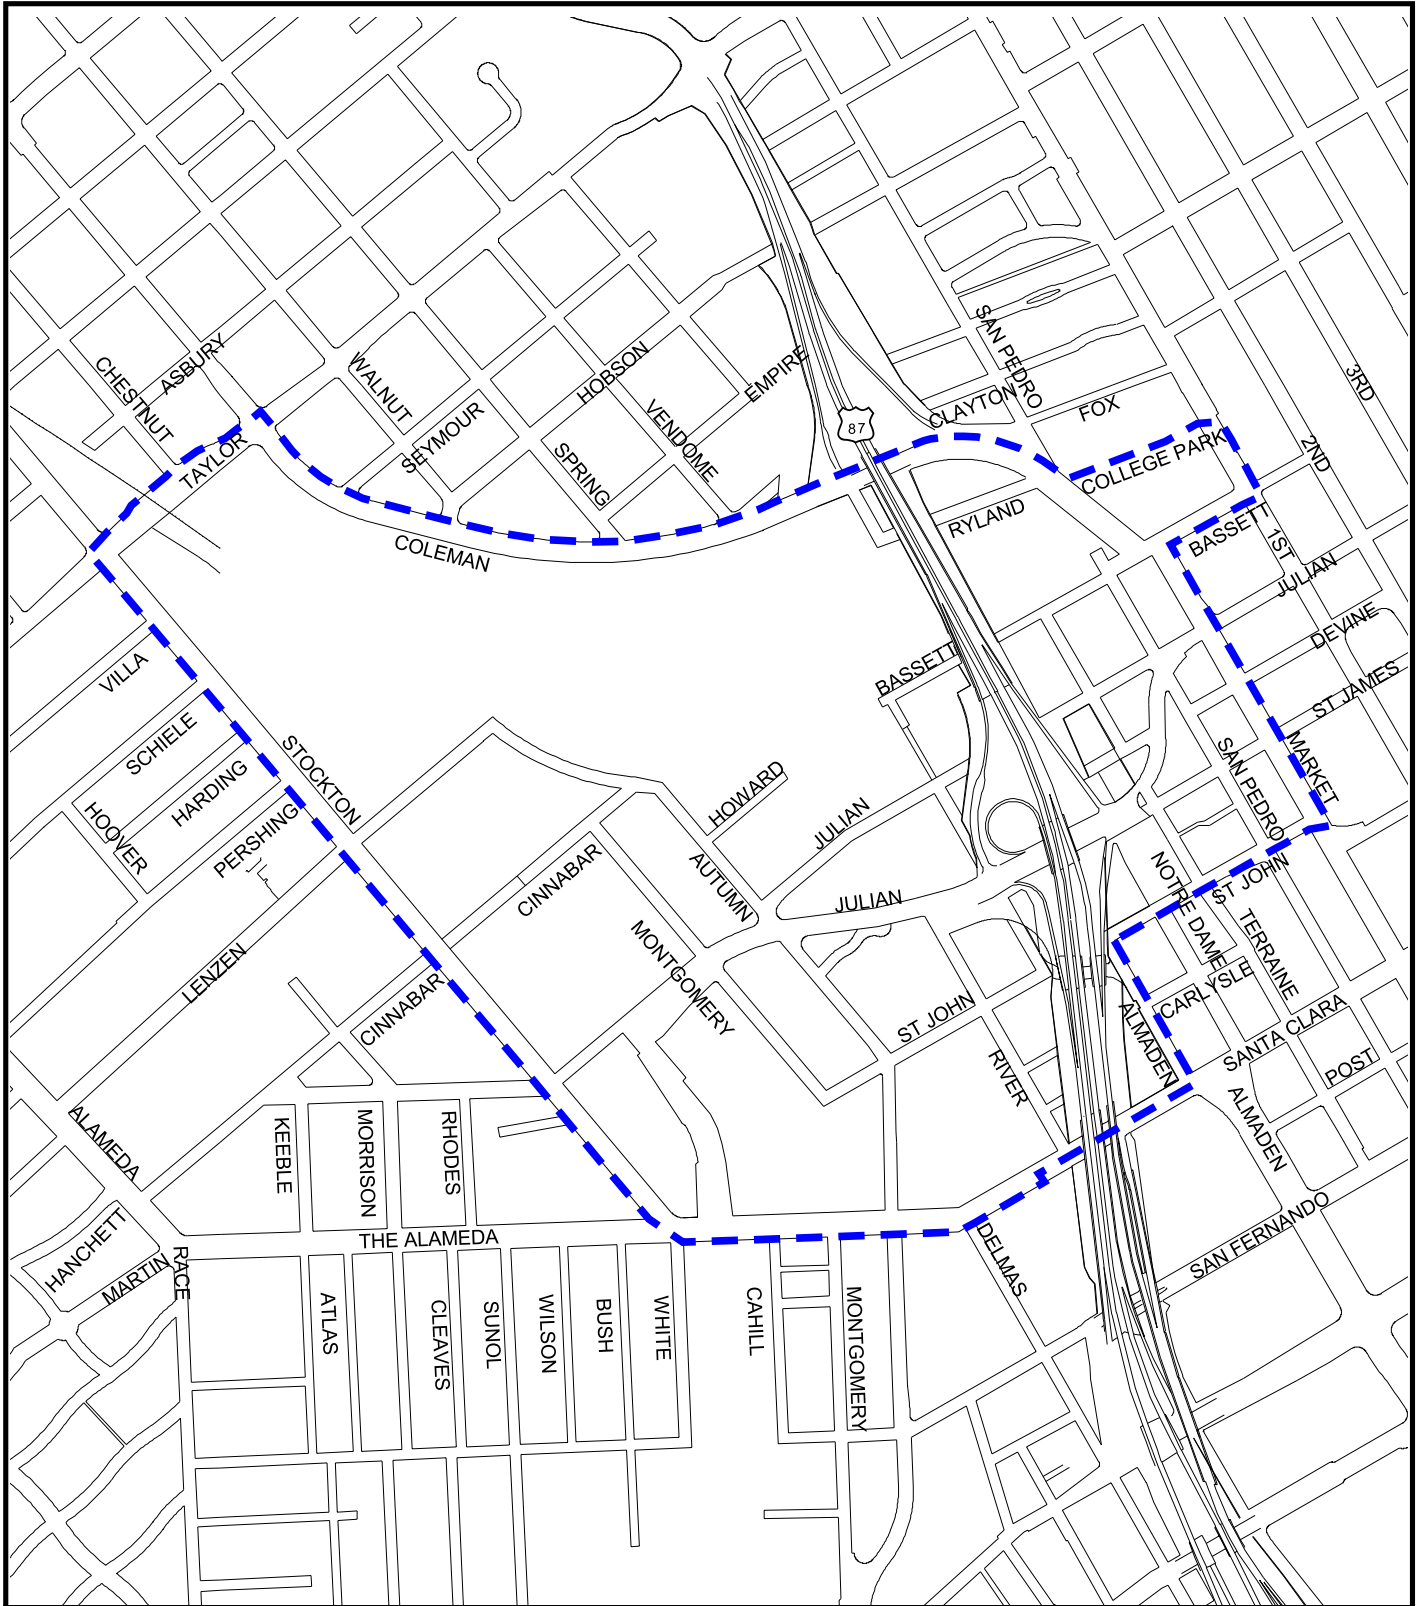 CHESTNUT
ASBURY
TAYLOR
WALNUT
SEYMOUR
HOBSON
SPRING
VENDOME
EMPIRE
87
SAN PEDRO
CLAYTON
FOX
3RD
2ND
COLLEGE PARK
COLEMAN
RYLAND
BASSETT
1ST
JULIAN
DEVINE
ST JAMES
BASSETT
VILLA
SCHIELE
HARDING
HOOVER
PERSHING
STOCKTON
HOWARD
JULIAN
SAN PEDRO
MARKET
CINNABAR
AUTUMN
JULIAN
NOTRE DAME
ST JOHN
TERRAINE
MONTGOMERY
LENZEN
CINNABAR
ST JOHN
RIVER
ALMADEN
CARLYSLE
SANTA CLARA
POST
ALMADEN
ALAMEDA
KEEBLE
MORRISON
RHODES
HANCHETT
MARTIN
RACE
THE ALAMEDA
DELMAS
SAN FERNANDO
ATLAS
CLEAVES
SUNOL
WILSON
BUSH
WHITE
CAHILL
MONTGOMERY